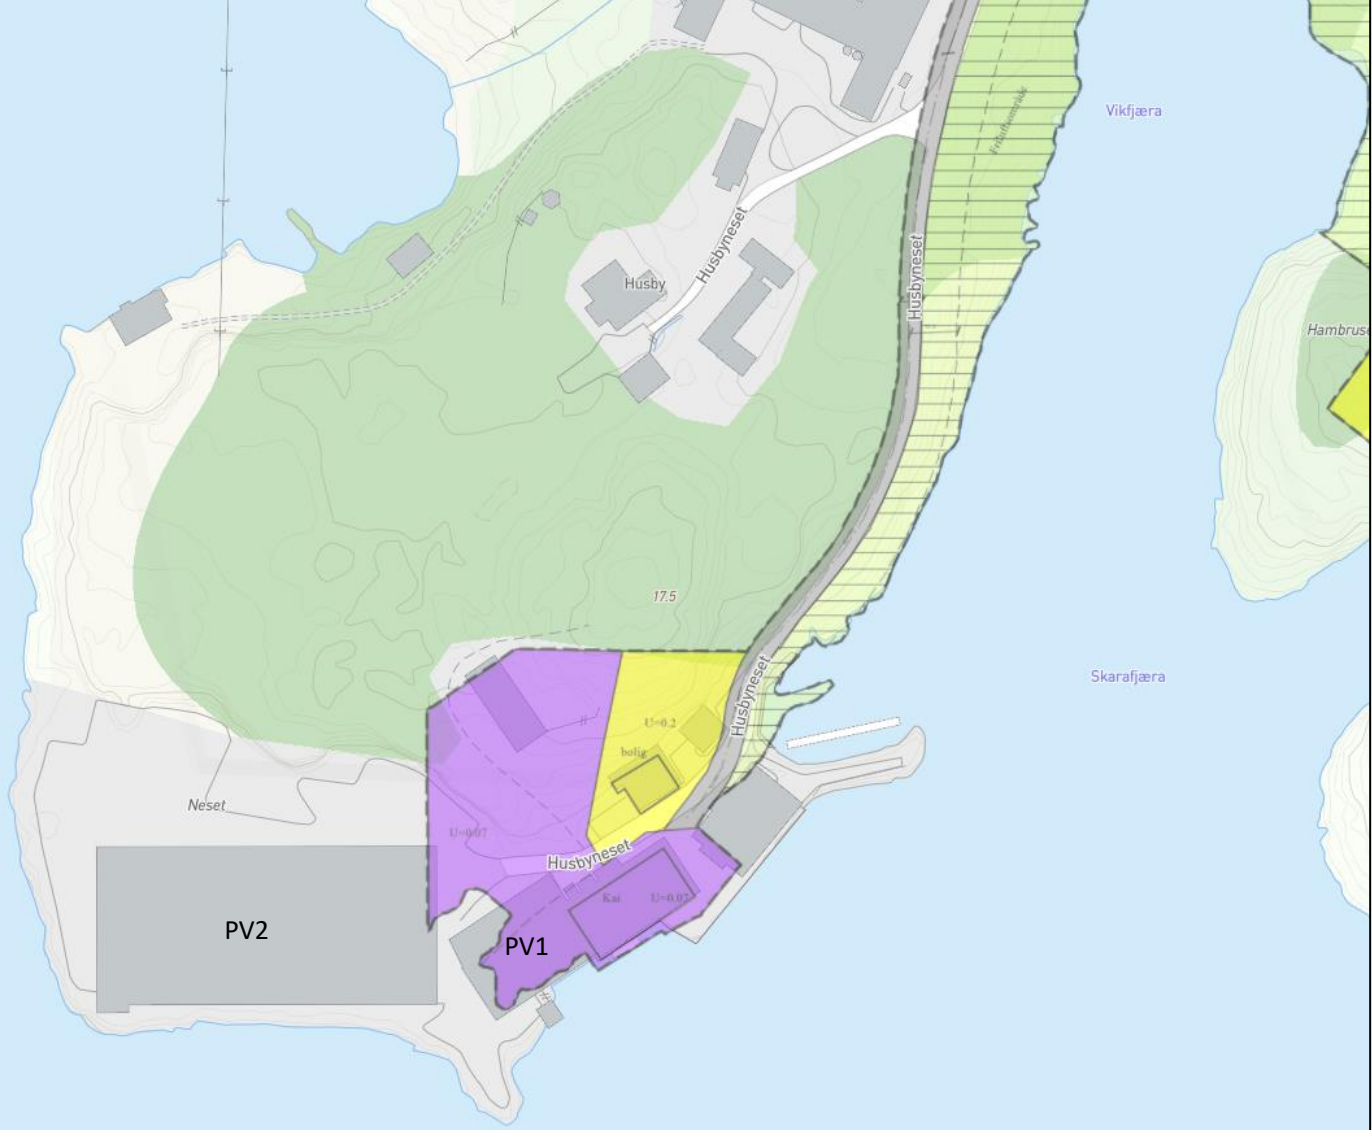 Vikfjæra
Friluftsområde
Husbyneset
Husbyneset
Husby
Hambrus
17.5
Husbyneset
Skarafjæra
U=0.2
bolig
Neset
U=0.07
Husbyneset
Kai
U=0.07
PV2
PV1